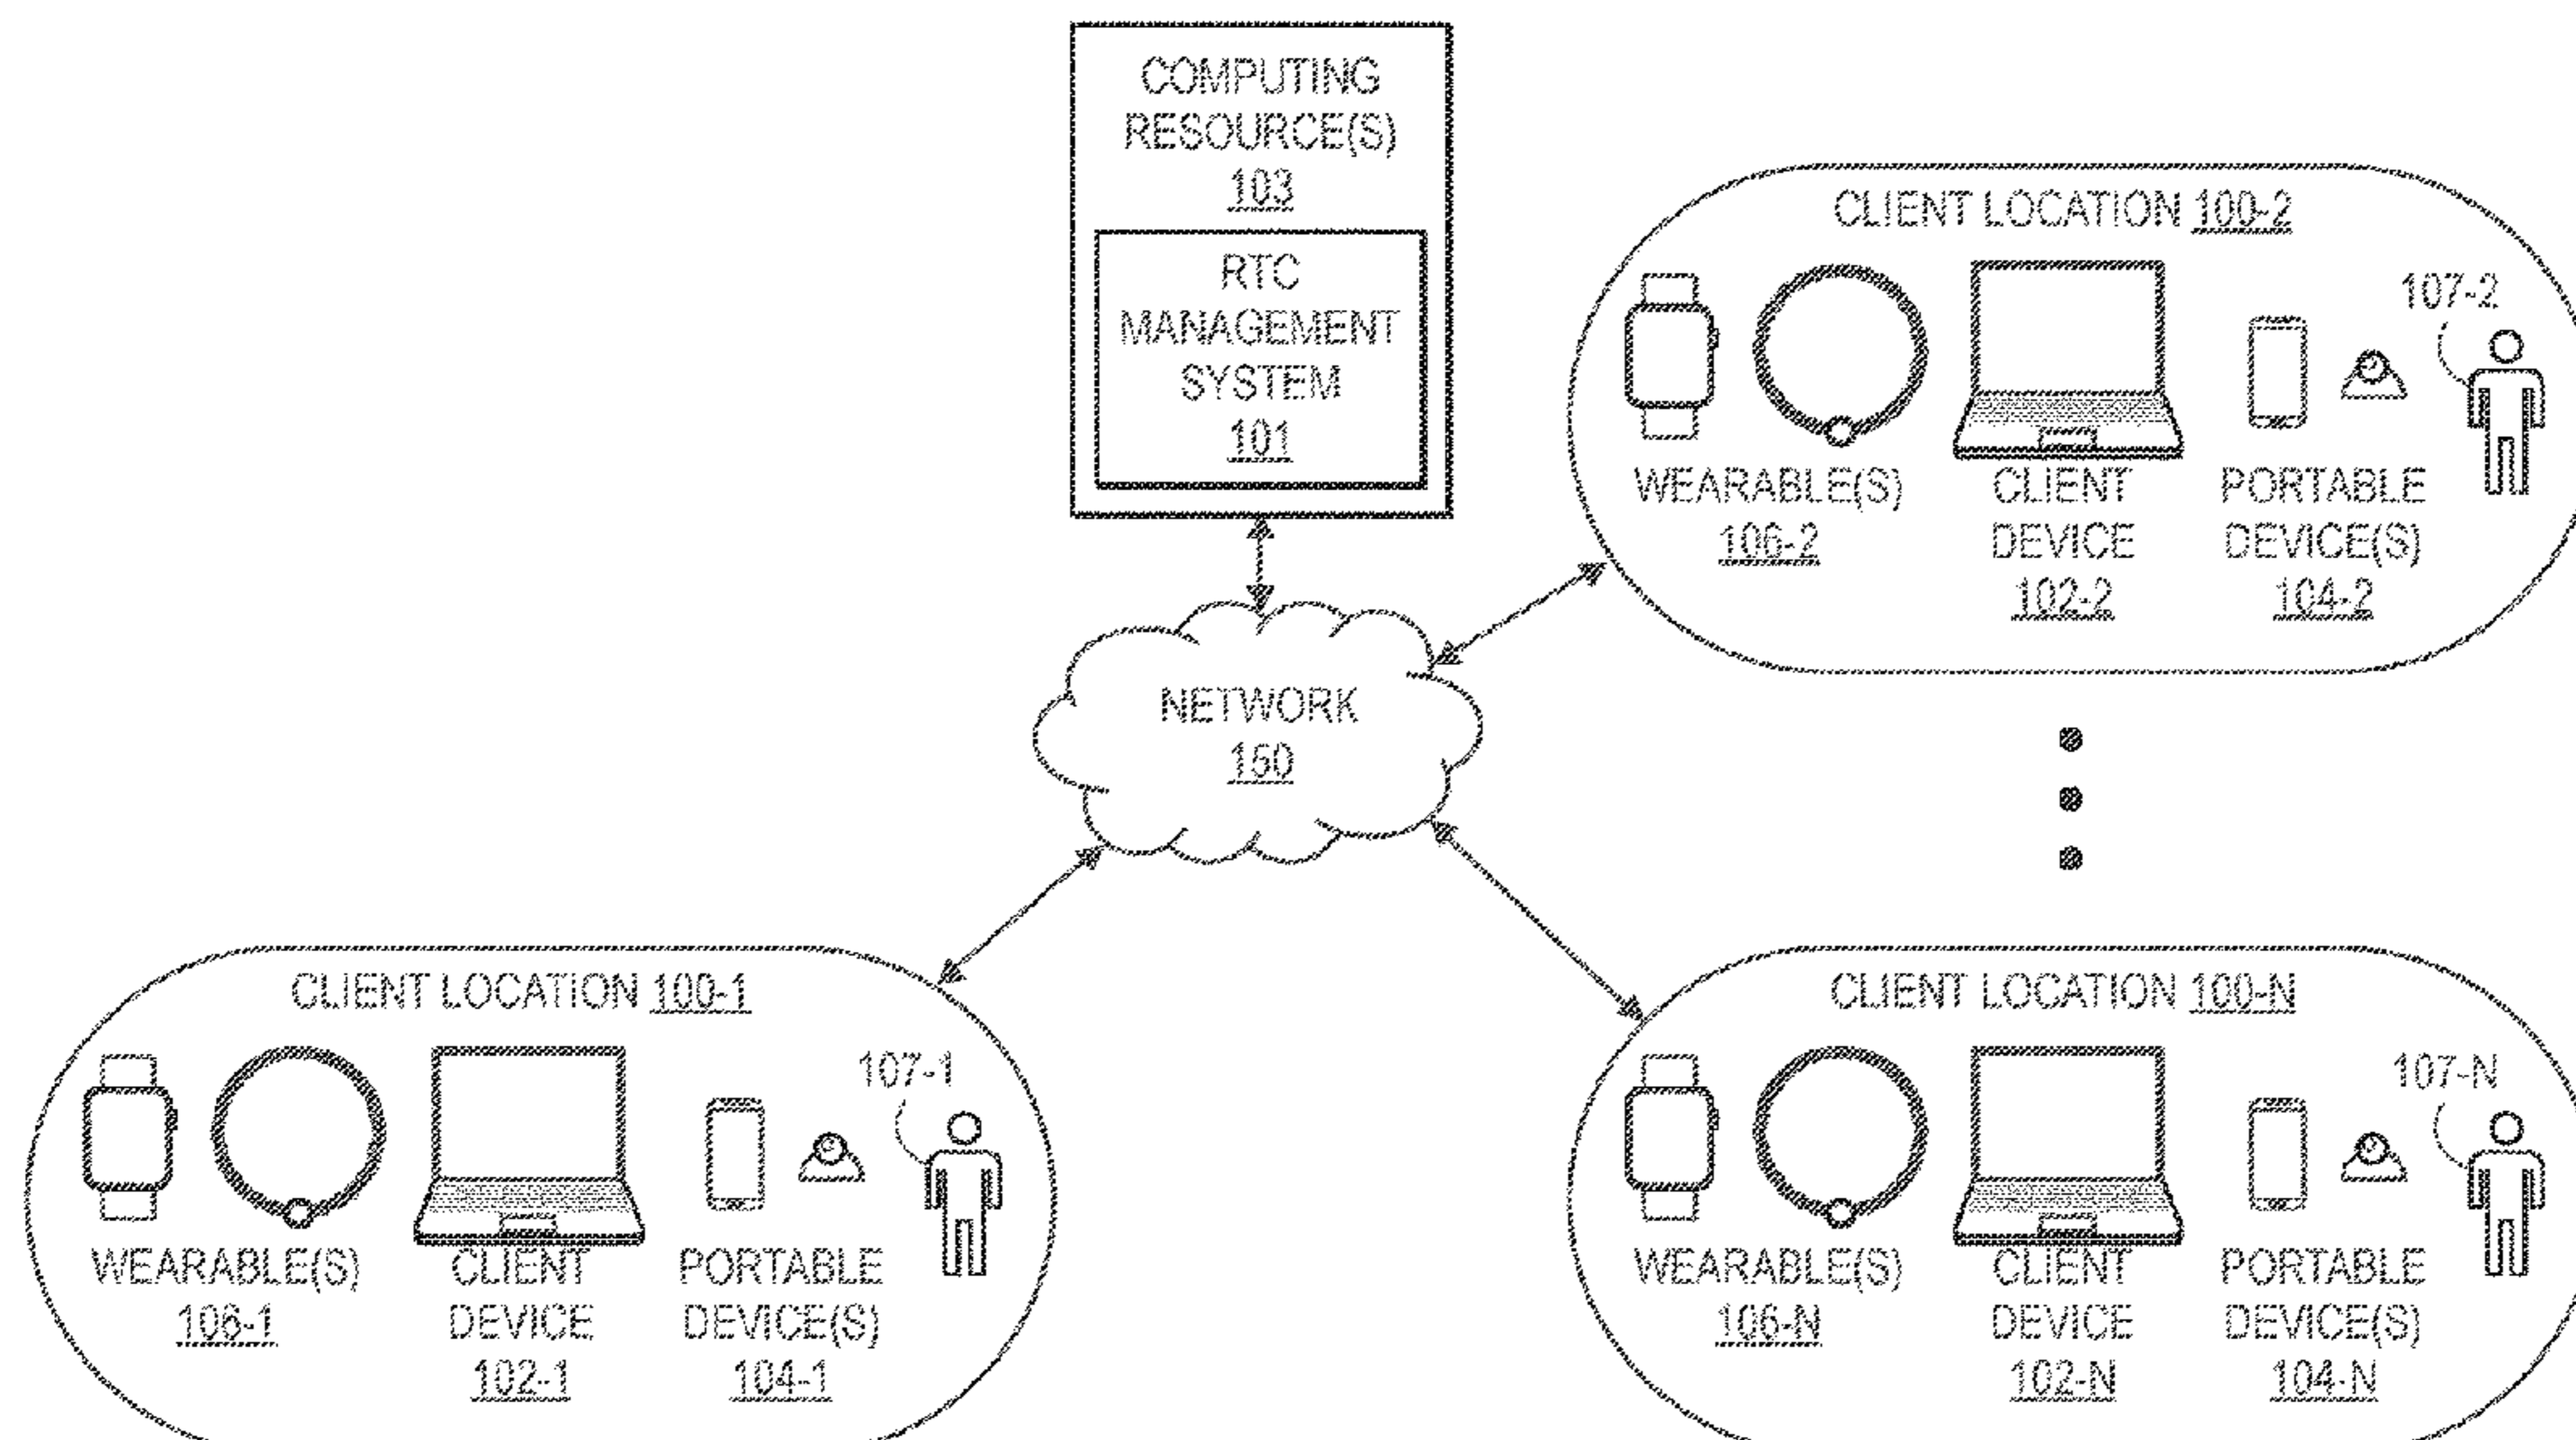 COMPUTING
RESOURCE(S)
103
RTC
MANAGEMENT
SYSTEM
101
CLIENT LOCATION 100-2
107-2
WEARABLE(S)
106-2
CLIENT
DEVICE
102-2
PORTABLE
DEVICE(S)
104-2
NETWORK
150
CLIENT LOCATION 100-1
107-1
WEARABLE(S)
106-1
CLIENT
DEVICE
102-1
PORTABLE
DEVICE(S)
104-1
CLIENT LOCATION 100-N
107-N
WEARABLE(S)
106-N
CLIENT
DEVICE
102-N
PORTABLE
DEVICE(S)
104-N